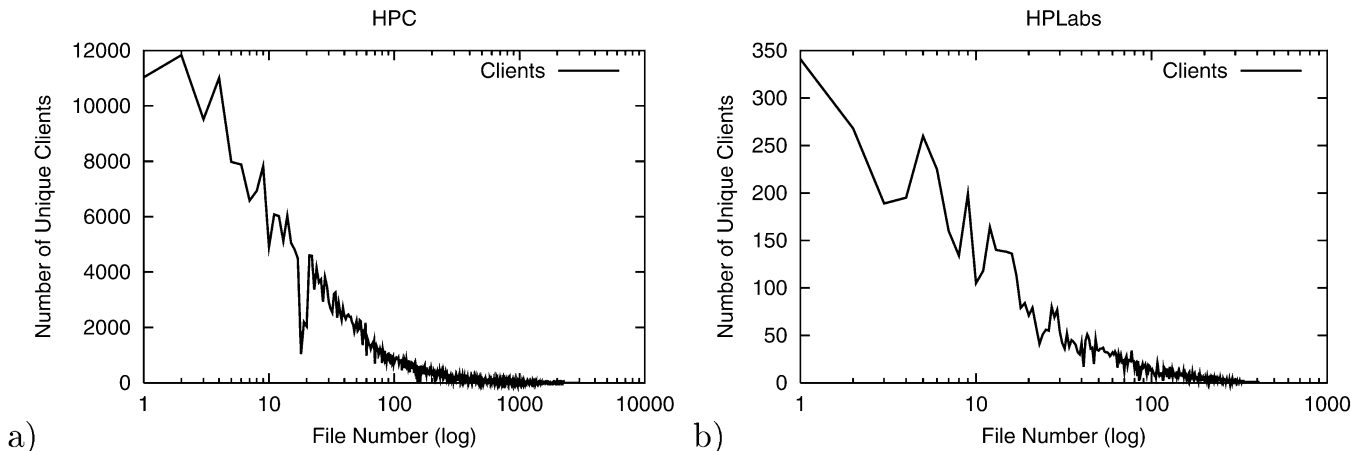 HPC
Number of Unique Clients
12000
10000
8000
6000
4000
2000
0
Clients
1
10
100
1000
10000
File Number (log)
a)
HPLabs
Number of Unique Clients
350
300
250
200
150
100
50
0
Clients
1
10
100
1000
File Number (log)
b)